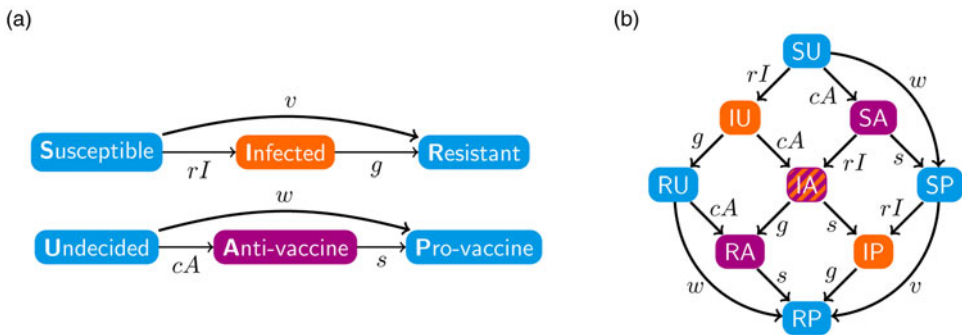 (a)
v
Susceptible
rI
Infected
g
Resistant
w
Undecided
cA
Anti-vaccine
s
Pro-vaccine
(b)
SU
rI
cA
w
IU
SA
g
cA
rI
s
RU
IA
SP
cA
g
s
rI
RA
IP
w
s
g
v
RP